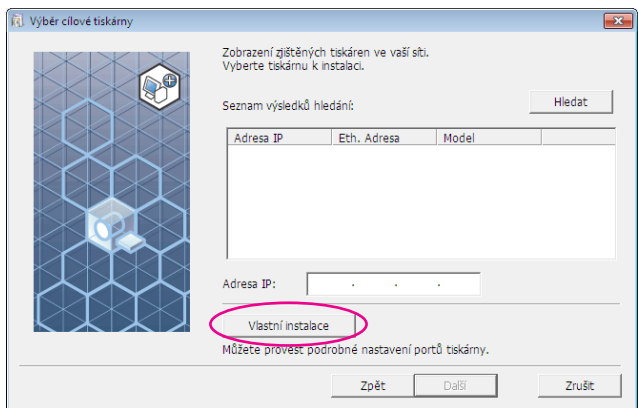 Výběr cílové tiskárny
Zobrazení zjištěných tiskáren ve vaší síti.
Vyberte tiskárnu k instalaci.
Seznam výsledků hledání:
Hledat
Adresa IP
Eth. Adresa
Model
Adresa IP:
Vlastní instalace
Můžete provést podrobné nastavení portů tiskárny.
Zpět
Další
Zrušit